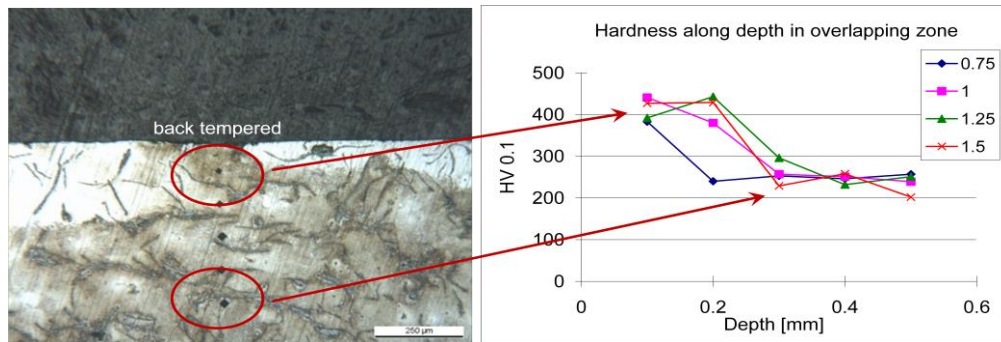 back tempered
250 µm
Hardness along depth in overlapping zone
0.75
1
1.25
1.5
500
400
300
200
100
0
HV 0.1
0
0.2
0.4
0.6
Depth [mm]